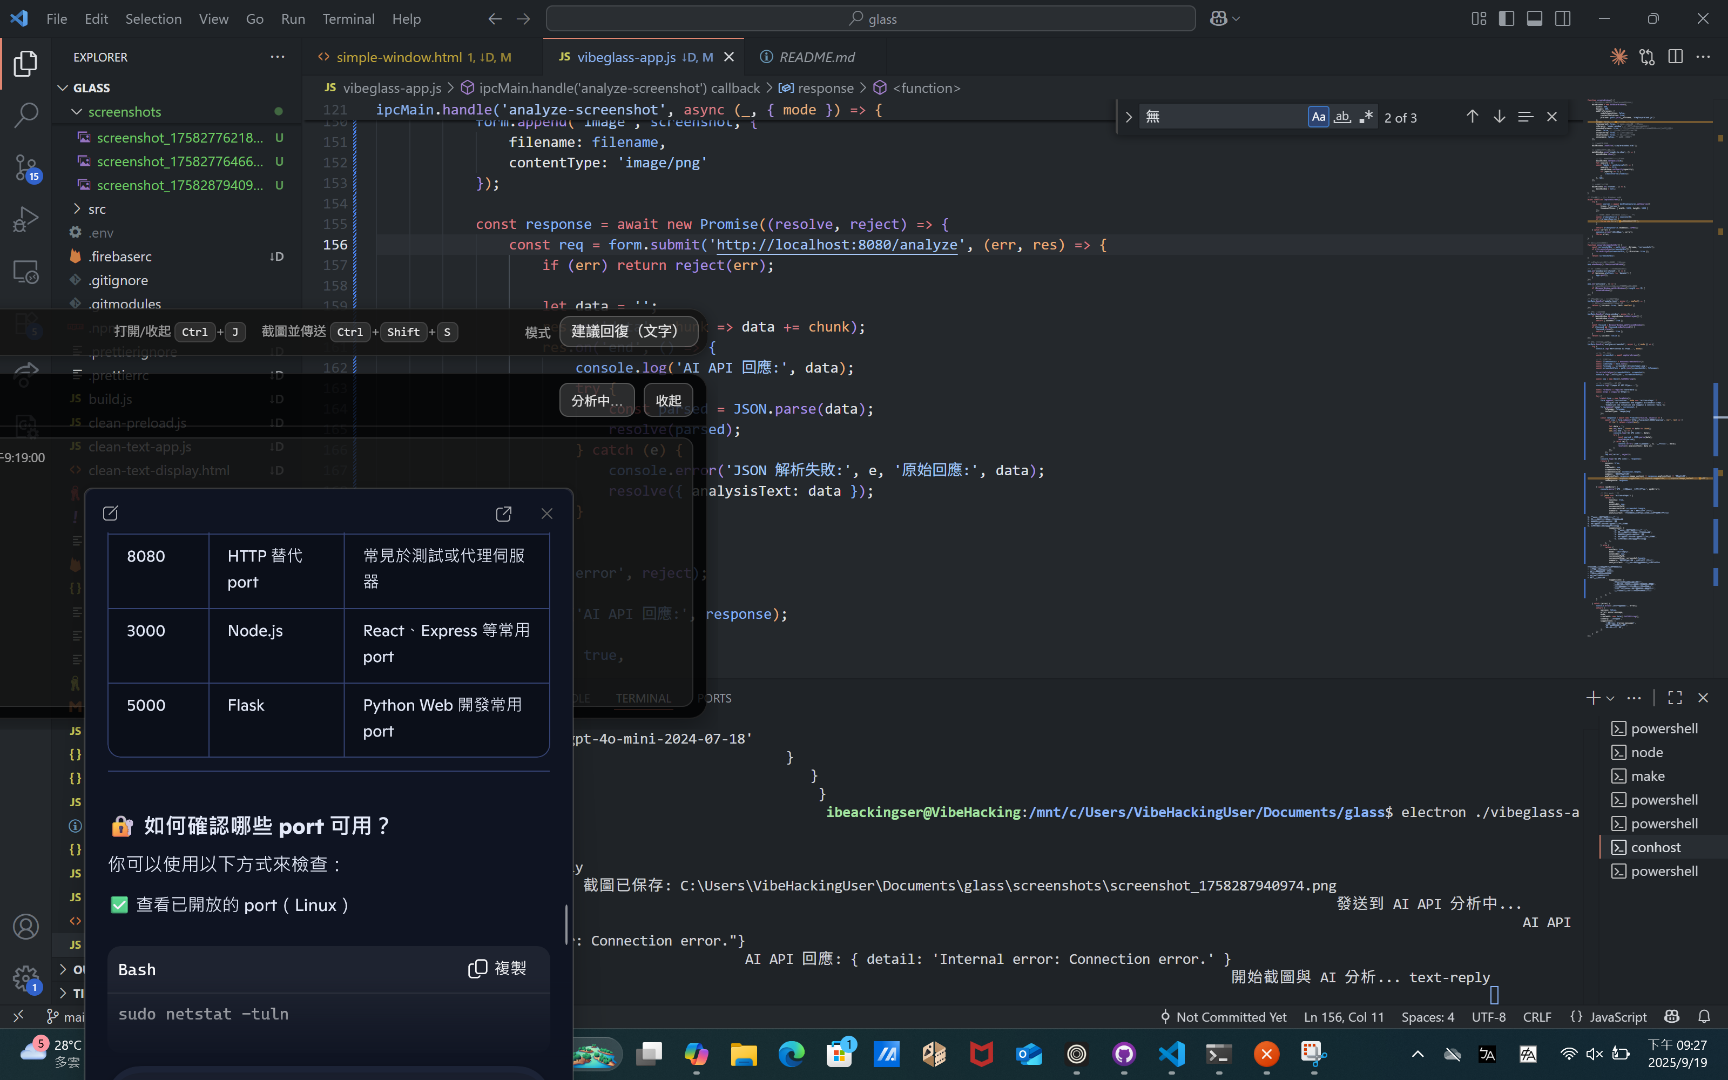 File Edit Selection View Go Run Terminal Help
glass
EXPLORER
GLASS
screenshots
screenshot_17582776218... U
screenshot_17582776466... U
screenshot_17582879409... U
src
.env
.firebaserc ↓D
.gitignore
.gitmodules
.prettierignore
.prettierrc ↓D
build.js ↓D
clean-preload.js ↓D
clean-text-app.js ↓D
clean-text-display.html ↓D
15
simple-window.html 1, ↓D, M
JS vibeglass-app.js ↓D, M
README.md
JS vibeglass-app.js > ipcMain.handle('analyze-screenshot') callback > response > <function>
121 ipcMain.handle('analyze-screenshot', async (_, { mode }) => {
form.append('image', screenshot, {
151 filename: filename,
152 contentType: 'image/png'
153 });
154
155 const response = await new Promise((resolve, reject) => {
156 const req = form.submit('http://localhost:8080/analyze', (err, res) => {
157 if (err) return reject(err);
158
159 let data = '';
=> data += chunk);
res.on('end', () => {
162 console.log('AI API 回應:', data);
try {
const parsed = JSON.parse(data);
resolve(parsed);
} catch (e) {
console.error('JSON 解析失敗:', e, '原始回應:', data);
resolve({ analysisText: data });
}
error', reject);
'AI API 回應:', response);
true,
無
Aa ab .* 2 of 3
打開/收起 Ctrl + J 截圖並傳送 Ctrl + Shift + S
模式 建議回復（文字）
分析中... 收起
9:19:00
8080 HTTP 替代 port 常見於測試或代理伺服器
3000 Node.js React、Express 等常用 port
5000 Flask Python Web 開發常用 port
🔐 如何確認哪些 port 可用？
你可以使用以下方式來檢查：
✅ 查看已開放的 port（Linux）
Bash 複製
sudo netstat -tuln
TERMINAL PORTS
gpt-4o-mini-2024-07-18'
}
}
}
ibeackingser@VibeHacking:/mnt/c/Users/VibeHackingUser/Documents/glass$ electron ./vibeglass-a
ly
截圖已保存: C:\Users\VibeHackingUser\Documents\glass\screenshots\screenshot_1758287940974.png
發送到 AI API 分析中...
AI API
: Connection error."}
AI API 回應: { detail: 'Internal error: Connection error.' }
開始截圖與 AI 分析... text-reply
powershell
node
make
powershell
powershell
conhost
powershell
OU
TI
1
mai
Not Committed Yet Ln 156, Col 11 Spaces: 4 UTF-8 CRLF {} JavaScript
5
28°C
多雲
1
下午 09:27
2025/9/19